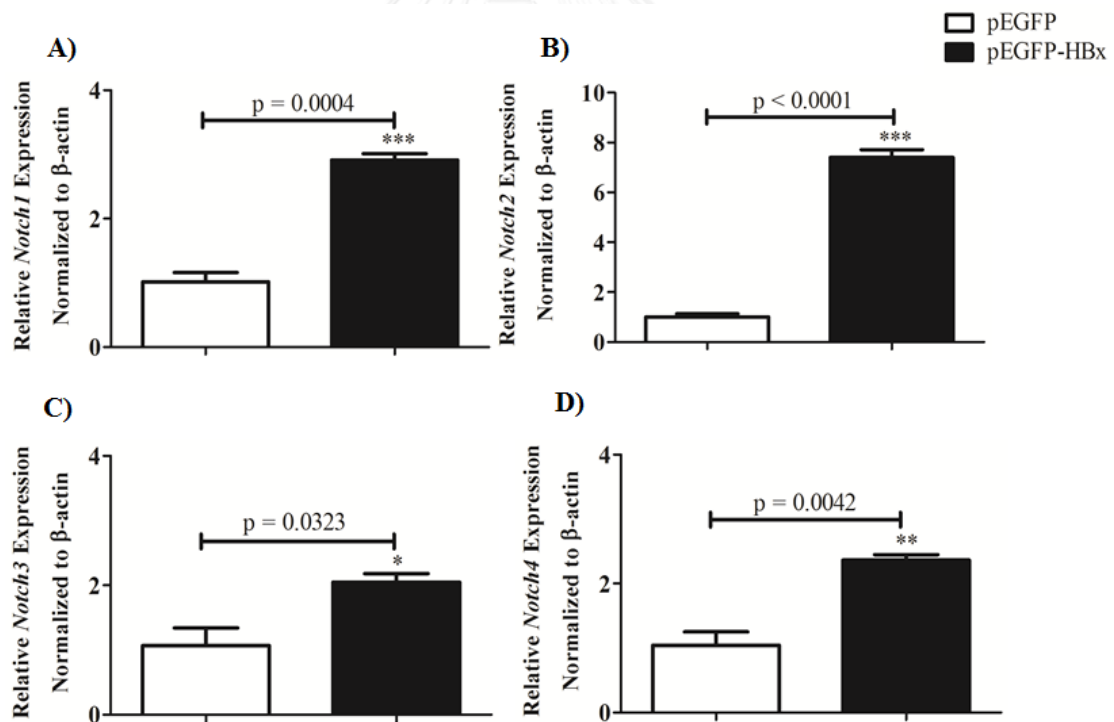 pEGFP
pEGFP-HBx
A)
Relative Notch1 Expression
Normalized to β-actin
4
2
0
p = 0.0004
***
B)
Relative Notch2 Expression
Normalized to β-actin
10
8
6
4
2
0
p < 0.0001
***
C)
Relative Notch3 Expression
Normalized to β-actin
4
2
0
p = 0.0323
*
D)
Relative Notch4 Expression
Normalized to β-actin
4
2
0
p = 0.0042
**